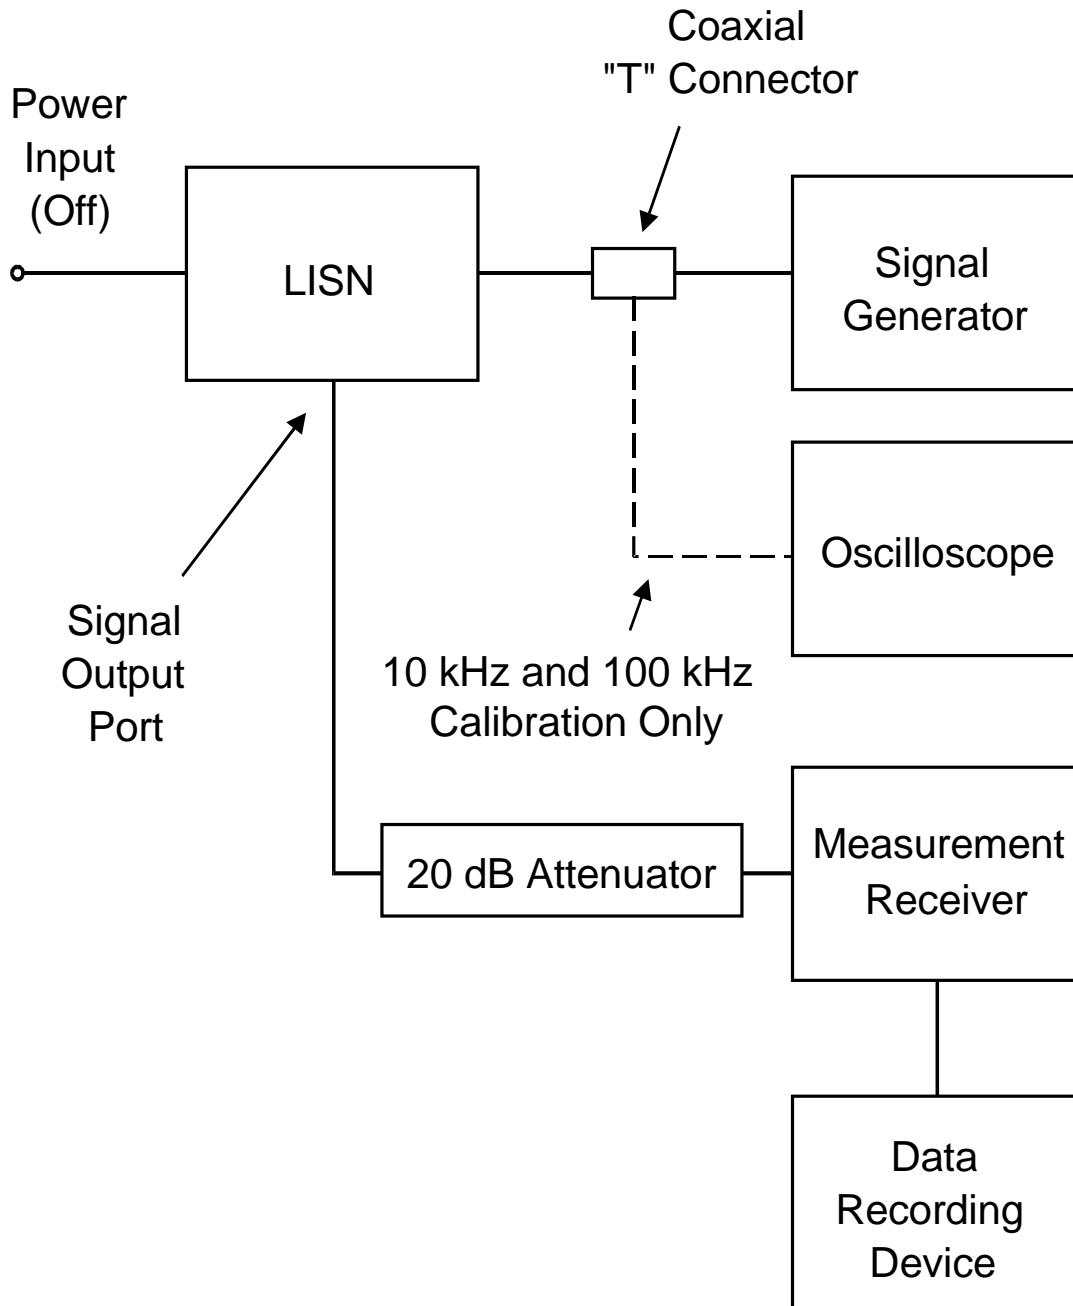 Coaxial
"T" Connector
Power
Input
(Off)
LISN
Signal
Generator
Oscilloscope
Signal
Output
Port
10 kHz and 100 kHz
Calibration Only
20 dB Attenuator
Measurement
Receiver
Data
Recording
Device